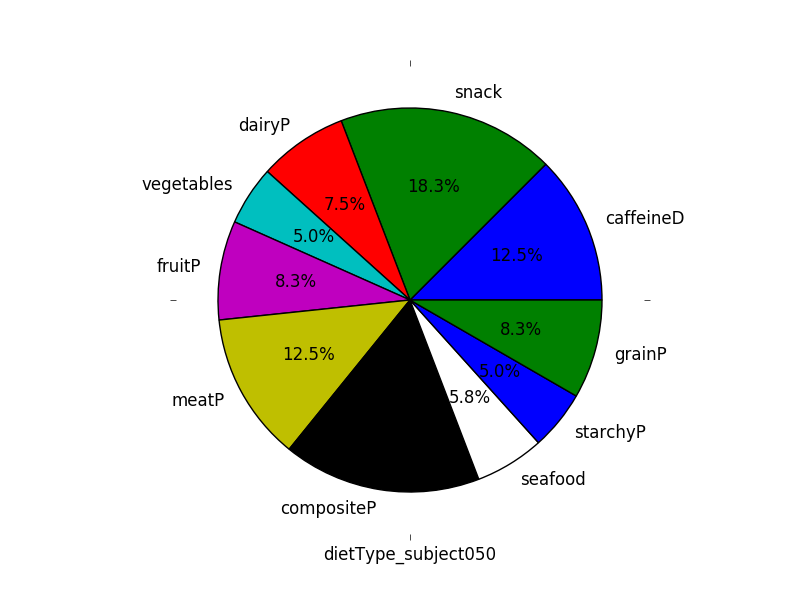 snack
dairyP
vegetables
caffeineD
18.3%
7.5%
5.0%
12.5%
fruitP
8.3%
8.3%
grainP
12.5%
5.0%
meatP
5.8%
starchyP
seafood
compositeP
dietType_subject050